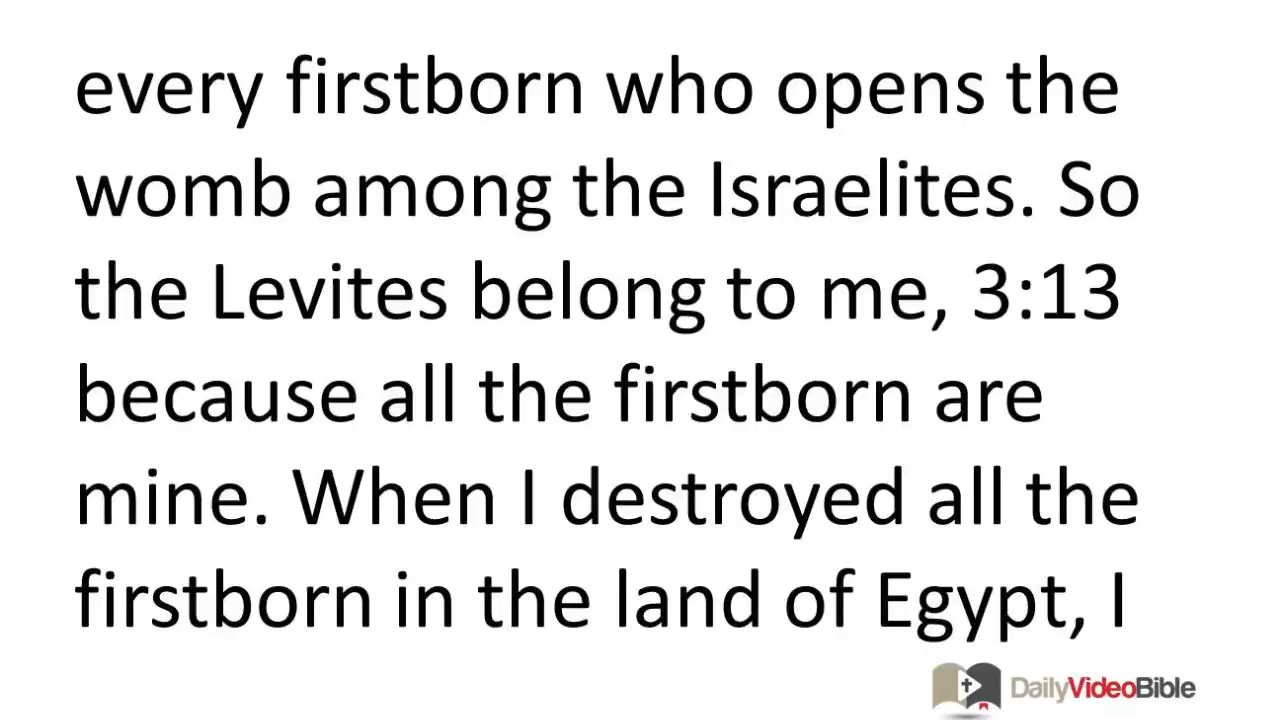 every firstborn who opens the
womb among the Israelites. So
the Levites belong to me, 3:13
because all the firstborn are
mine. When I destroyed all the
firstborn in the land of Egypt, I
DailyVideoBible